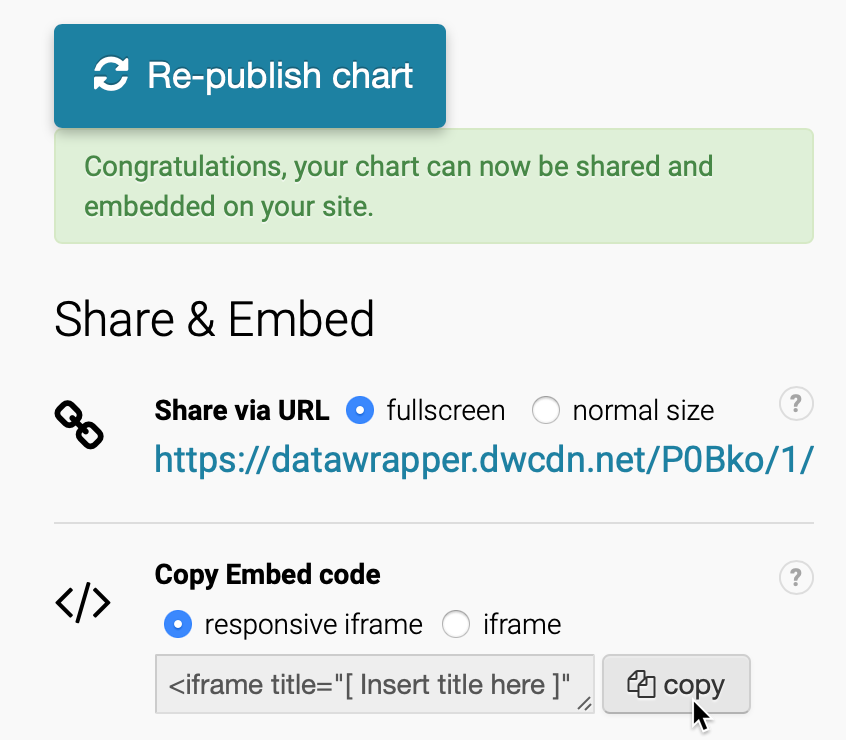 Re-publish chart
Congratulations, your chart can now be shared and
embedded on your site.
Share & Embed
Share via URL fullscreen normal size ?
https://datawrapper.dwcdn.net/P0Bko/1/
Copy Embed code ?
</> responsive iframe iframe
<iframe title="[ Insert title here ]" copy